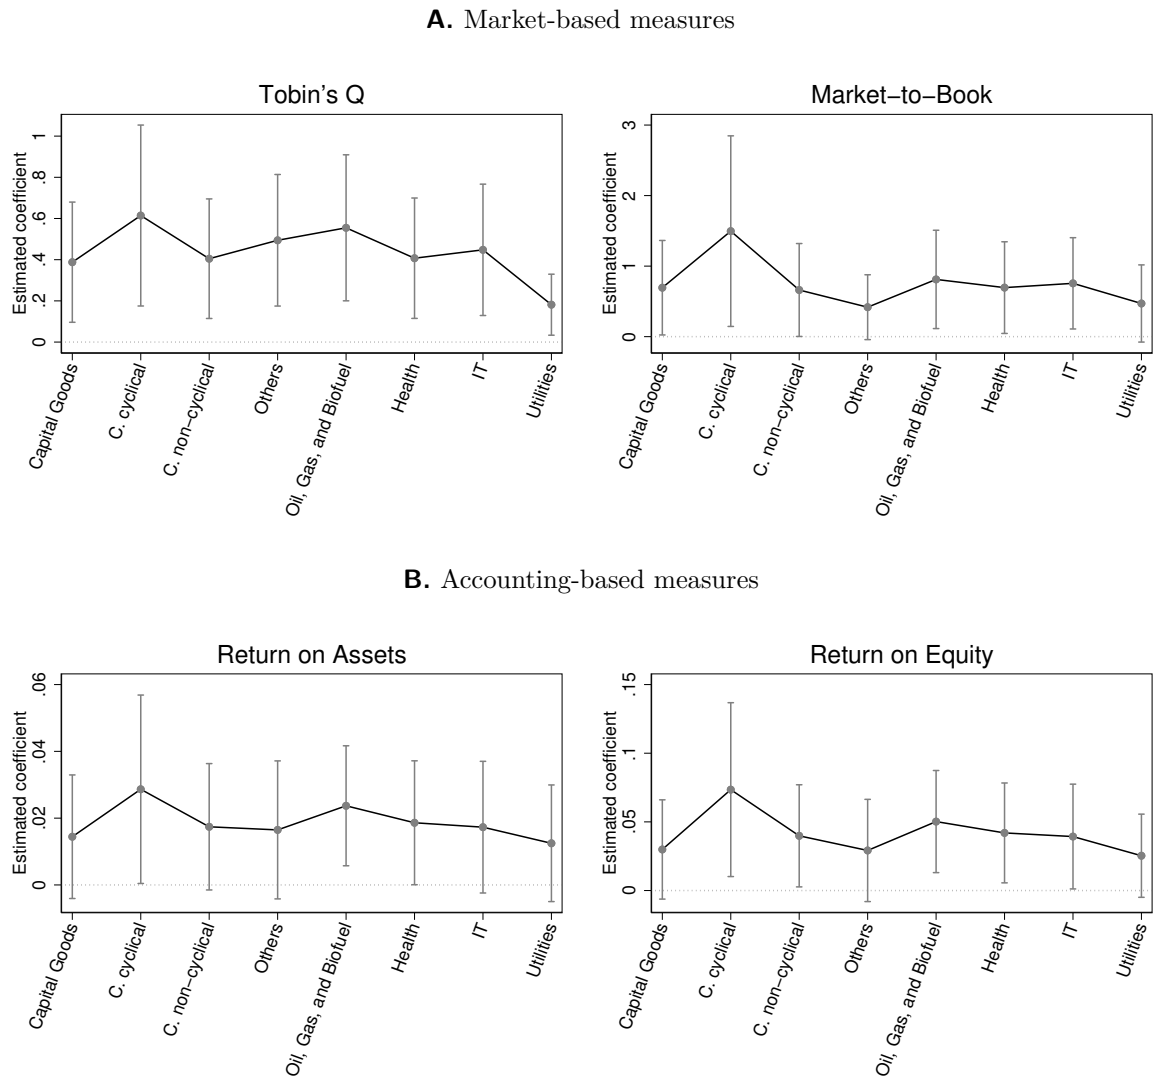 A. Market-based measures
Tobin's Q
Estimated coefficient
0 .2 .4 .6 .8 1
Capital Goods
C. cyclical
C. non−cyclical
Others
Oil, Gas, and Biofuel
Health
IT
Utilities
Market−to−Book
Estimated coefficient
0 1 2 3
Capital Goods
C. cyclical
C. non−cyclical
Others
Oil, Gas, and Biofuel
Health
IT
Utilities
B. Accounting-based measures
Return on Assets
Estimated coefficient
0 .02 .04 .06
Capital Goods
C. cyclical
C. non−cyclical
Others
Oil, Gas, and Biofuel
Health
IT
Utilities
Return on Equity
Estimated coefficient
0 .05 .1 .15
Capital Goods
C. cyclical
C. non−cyclical
Others
Oil, Gas, and Biofuel
Health
IT
Utilities